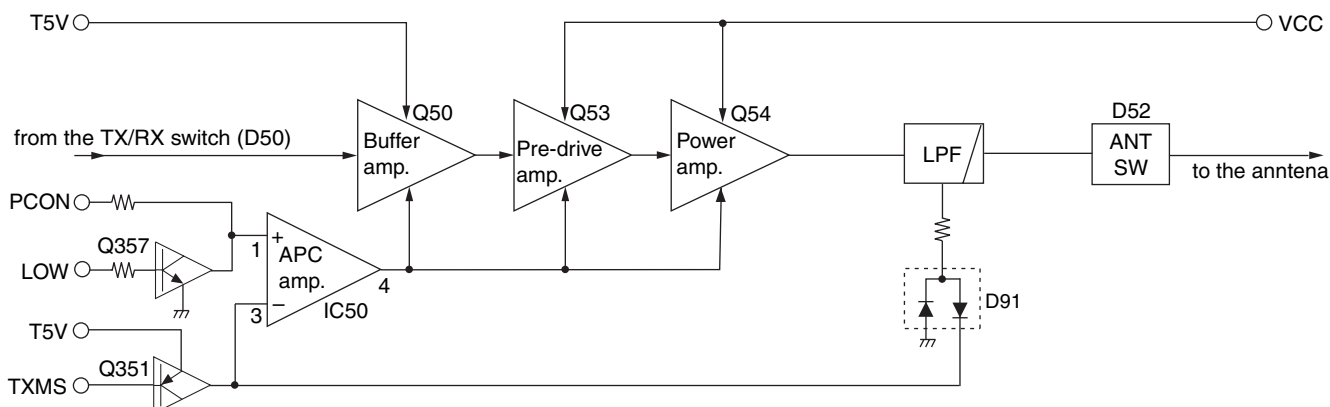 T5V
VCC
Q50
Q53
Q54
D52
from the TX/RX switch (D50)
Buffer
amp.
Pre-drive
amp.
Power
amp.
LPF
ANT
SW
to the anntena
PCON
Q357
LOW
1
+
APC
amp.
4
−
3
IC50
D91
T5V
Q351
TXMS